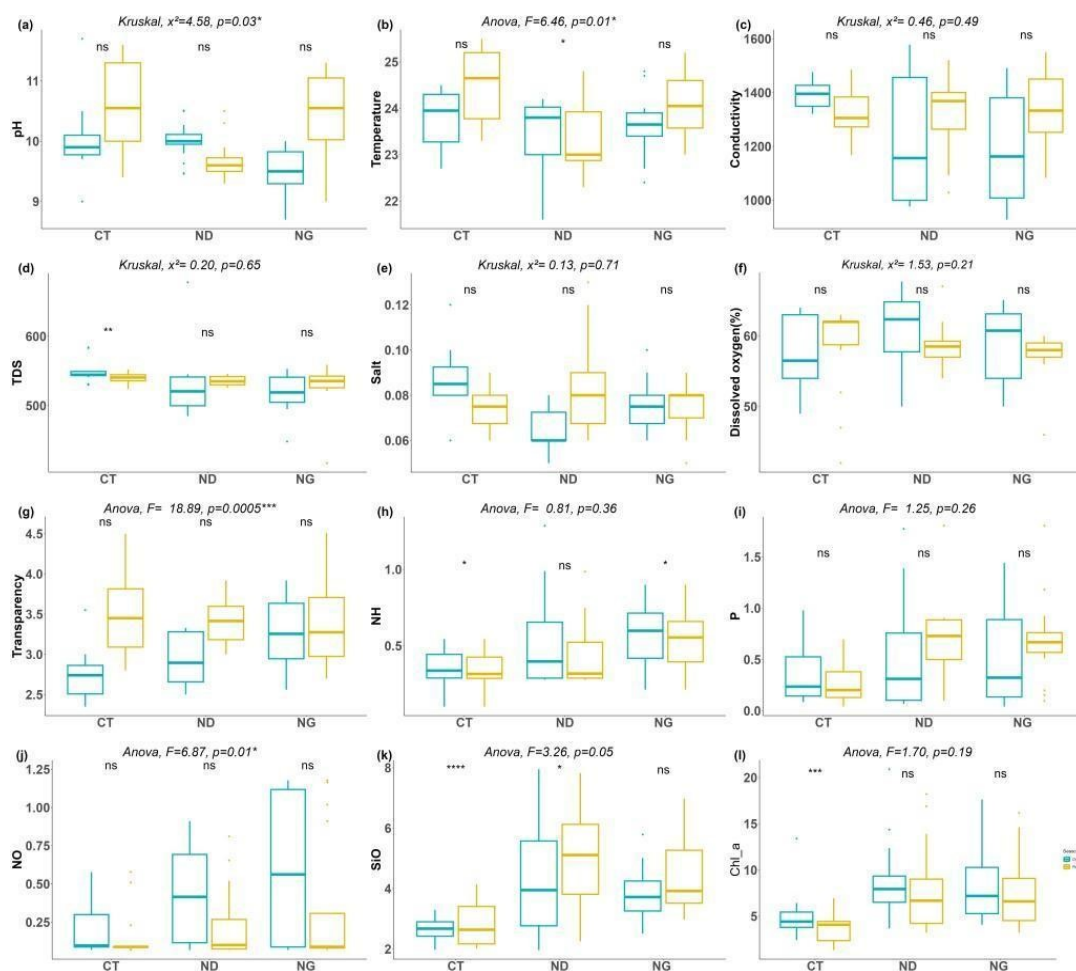 (a) Kruskal, x²=4.58, p=0.03*
ns ns ns
pH
11
10
9
CT ND NG
(b) Anova, F=6.46, p=0.01*
ns * ns
Temperature
25
24
23
22
CT ND NG
(c) Kruskal, x²= 0.46, p=0.49
ns ns ns
Conductivity
1600
1400
1200
1000
CT ND NG
(d) Kruskal, x²= 0.20, p=0.65
** ns ns
TDS
600
500
CT ND NG
(e) Kruskal, x²= 0.13, p=0.71
ns ns ns
Salt
0.12
0.10
0.08
0.06
CT ND NG
(f) Kruskal, x²= 1.53, p=0.21
ns ns ns
Dissolved oxygen(%)
60
50
CT ND NG
(g) Anova, F= 18.89, p=0.0005***
ns ns ns
Transparency
4.5
4.0
3.5
3.0
2.5
CT ND NG
(h) Anova, F= 0.81, p=0.36
* ns *
NH
1.0
0.5
CT ND NG
(i) Anova, F= 1.25, p=0.26
ns ns ns
P
1.5
1.0
0.5
0.0
CT ND NG
(j) Anova, F=6.87, p=0.01*
ns ns ns
NO
1.25
1.00
0.75
0.50
0.25
CT ND NG
(k) Anova, F=3.26, p=0.05
**** * ns
SiO
8
6
4
2
CT ND NG
(l) Anova, F=1.70, p=0.19
*** ns ns
Chl_a
20
15
10
5
CT ND NG